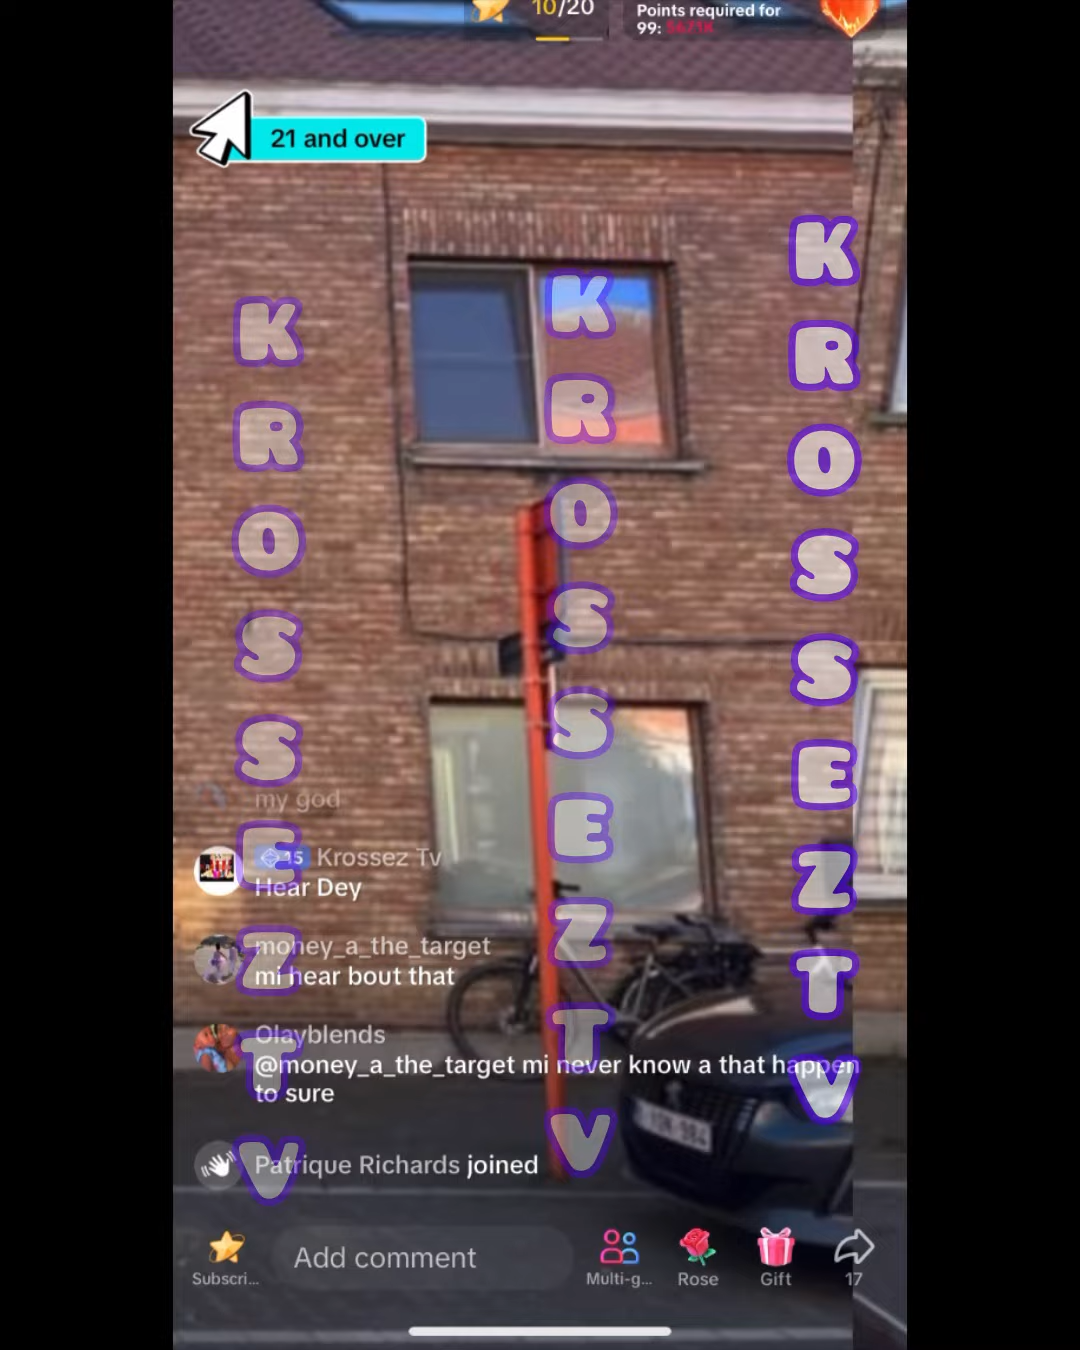 10/20
Points required for
99:
21 and over
KROSSEZTV
KROSSEZTV
KROSSEZTV
my god
15 Krossez Tv
Hear Dey
money_a_the_target
mi hear bout that
Olayblends
@money_a_the_target mi never know a that happen
to sure
Patrique Richards joined
Add comment
Subscri...
Multi-g...
Rose
Gift
17